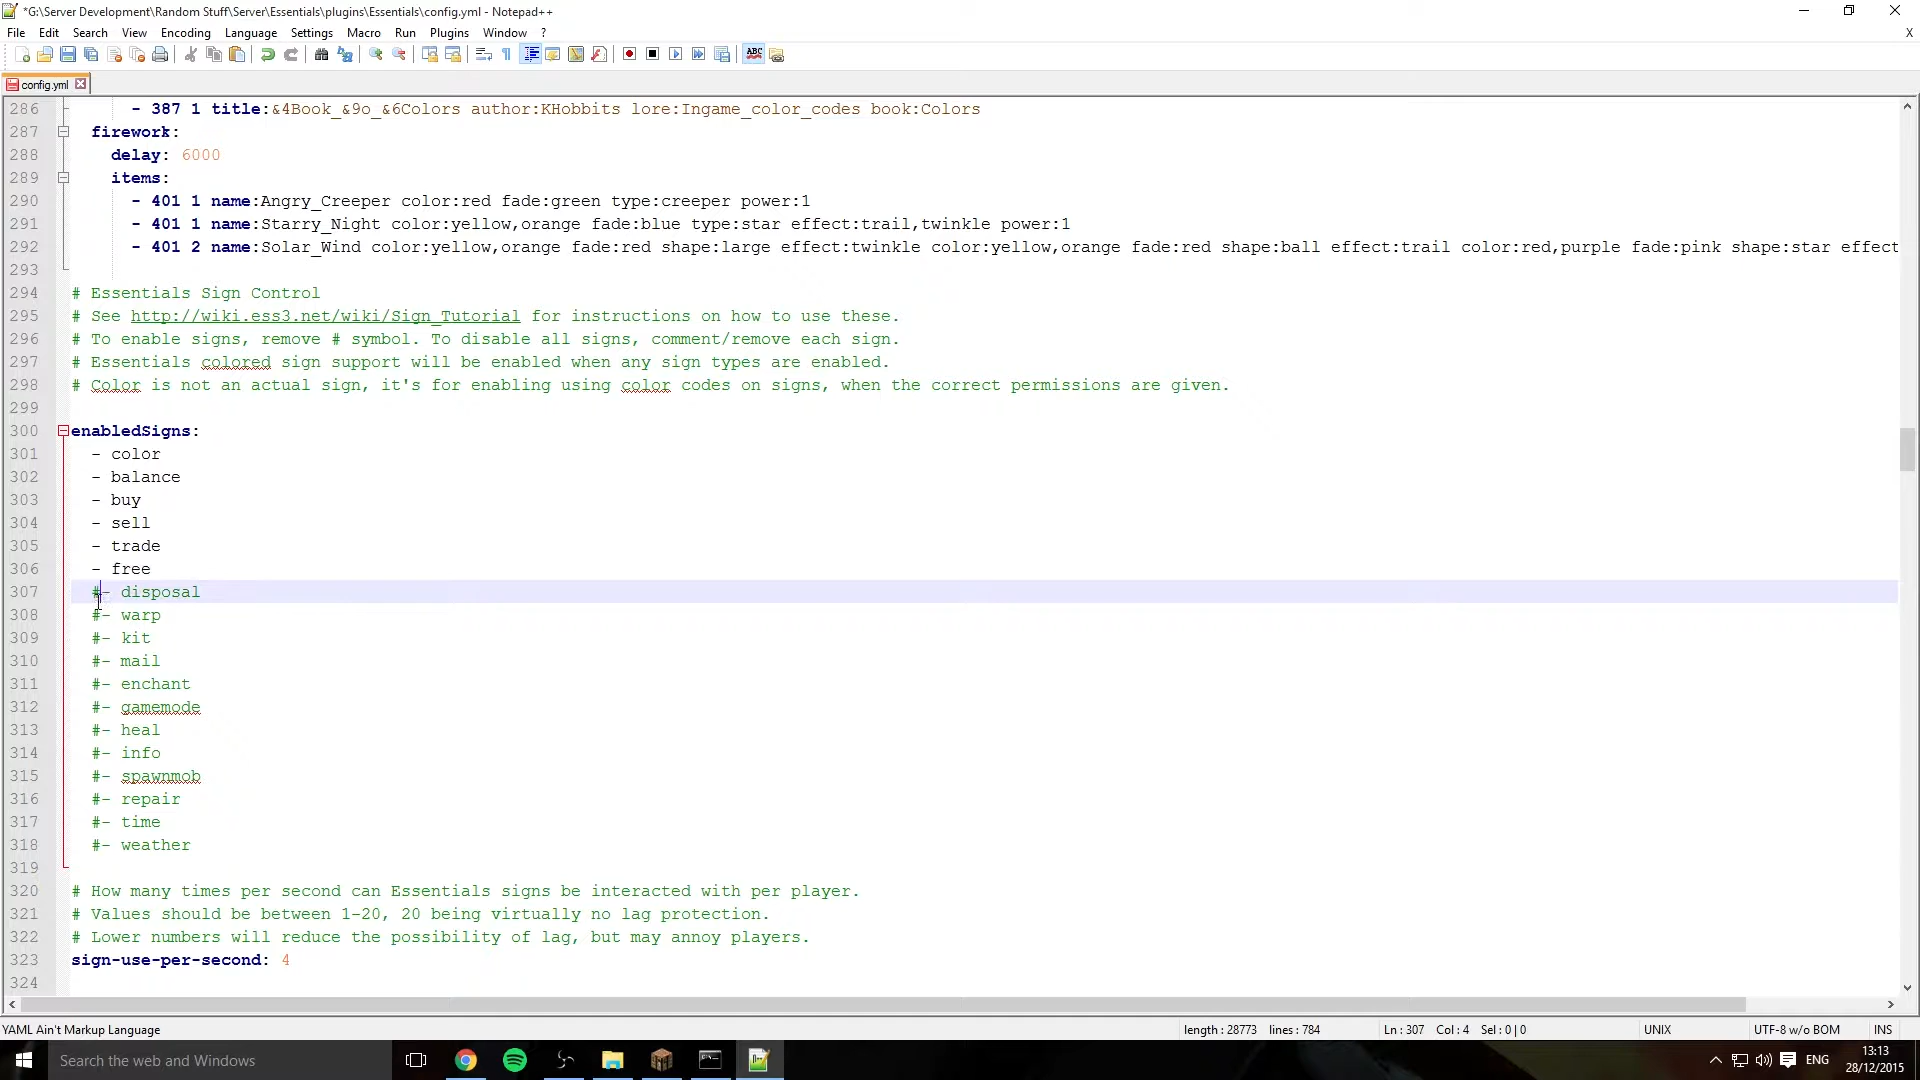 *G:\Server Development\Random Stuff\Server\Essentials\plugins\Essentials\config.yml - Notepad++
File Edit Search View Encoding Language Settings Macro Run Plugins Window ? X
ABC
config.yml
286 - 387 1 title:&4Book_&9o_&6Colors author:KHobbits lore:Ingame_color_codes book:Colors
287 firework:
288 delay: 6000
289 items:
290 - 401 1 name:Angry_Creeper color:red fade:green type:creeper power:1
291 - 401 1 name:Starry_Night color:yellow,orange fade:blue type:star effect:trail,twinkle power:1
292 - 401 2 name:Solar_Wind color:yellow,orange fade:red shape:large effect:twinkle color:yellow,orange fade:red shape:ball effect:trail color:red,purple fade:pink shape:star effect
293
294 # Essentials Sign Control
295 # See http://wiki.ess3.net/wiki/Sign_Tutorial for instructions on how to use these.
296 # To enable signs, remove # symbol. To disable all signs, comment/remove each sign.
297 # Essentials colored sign support will be enabled when any sign types are enabled.
298 # Color is not an actual sign, it's for enabling using color codes on signs, when the correct permissions are given.
299
300 enabledSigns:
301 - color
302 - balance
303 - buy
304 - sell
305 - trade
306 - free
307 #- disposal
308 #- warp
309 #- kit
310 #- mail
311 #- enchant
312 #- gamemode
313 #- heal
314 #- info
315 #- spawnmob
316 #- repair
317 #- time
318 #- weather
319
320 # How many times per second can Essentials signs be interacted with per player.
321 # Values should be between 1-20, 20 being virtually no lag protection.
322 # Lower numbers will reduce the possibility of lag, but may annoy players.
323 sign-use-per-second: 4
324
YAML Ain't Markup Language length : 28773 lines : 784 Ln : 307 Col : 4 Sel : 0 | 0 UNIX UTF-8 w/o BOM INS
Search the web and Windows ENG 13:13
28/12/2015